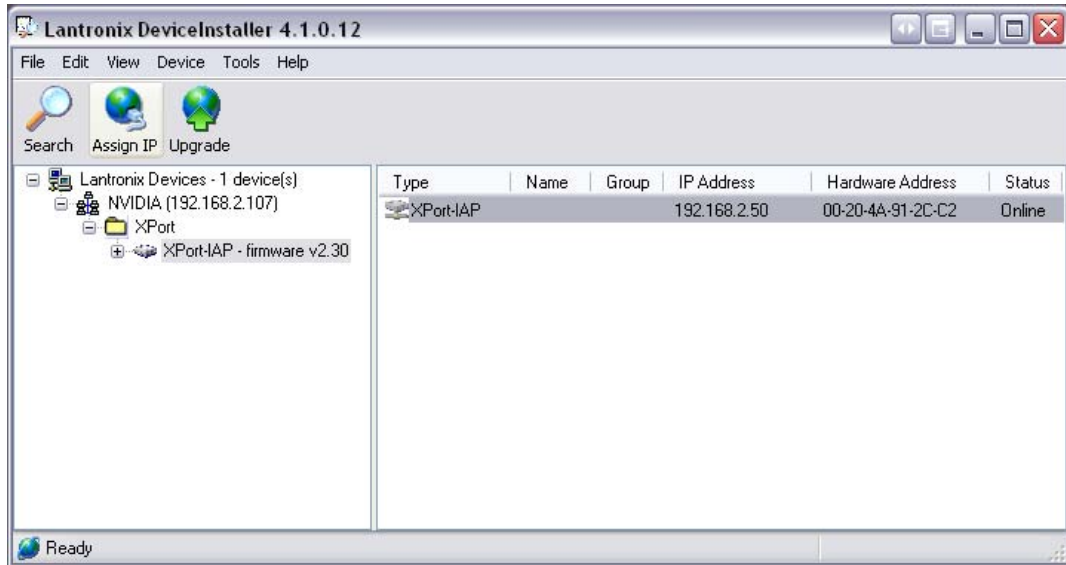 Lantronix DeviceInstaller 4.1.0.12
File Edit View Device Tools Help
Search Assign IP Upgrade
Lantronix Devices - 1 device(s)
NVIDIA (192.168.2.107)
XPort
XPort-IAP - firmware v2.30
Type Name Group IP Address Hardware Address Status
XPort-IAP 192.168.2.50 00-20-4A-91-2C-C2 Online
Ready